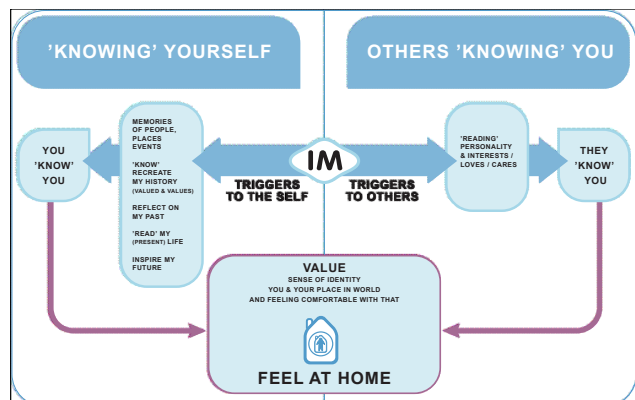 'KNOWING' YOURSELF
OTHERS 'KNOWING' YOU
YOU
'KNOW'
YOU
MEMORIES
OF PEOPLE,
PLACES
EVENTS
'KNOW'
RECREATE
MY HISTORY
(VALUED & VALUES)
REFLECT ON
MY PAST
'READ' MY
(PRESENT) LIFE
INSPIRE MY
FUTURE
IM
TRIGGERS
TO THE SELF
TRIGGERS
TO OTHERS
'READING'
PERSONALITY
& INTERESTS /
LOVES / CARES
THEY
'KNOW'
YOU
VALUE
SENSE OF IDENTITY
YOU & YOUR PLACE IN WORLD
AND FEELING COMFORTABLE WITH THAT
FEEL AT HOME